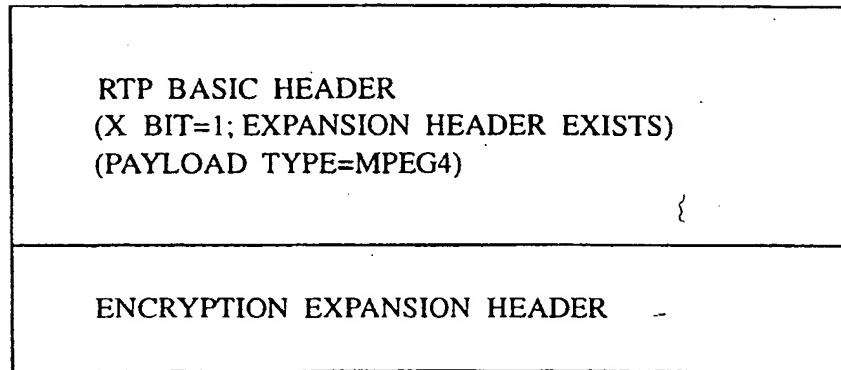 RTP BASIC HEADER
(X BIT=1; EXPANSION HEADER EXISTS)
(PAYLOAD TYPE=MPEG4)
ENCRYPTION EXPANSION HEADER